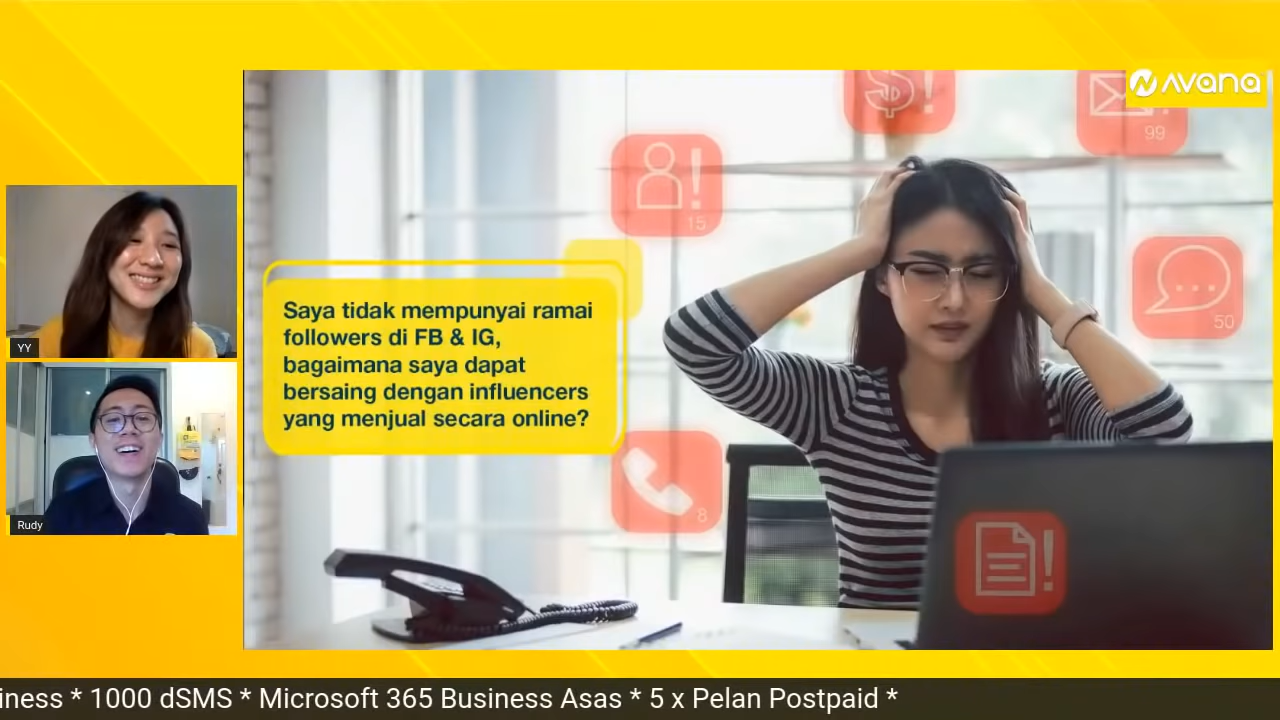 AVANA
$!
99
!
15
50
Saya tidak mempunyai ramai
followers di FB & IG,
bagaimana saya dapat
bersaing dengan influencers
yang menjual secara online?
YY
Rudy
8
!
iness * 1000 dSMS * Microsoft 365 Business Asas * 5 x Pelan Postpaid *